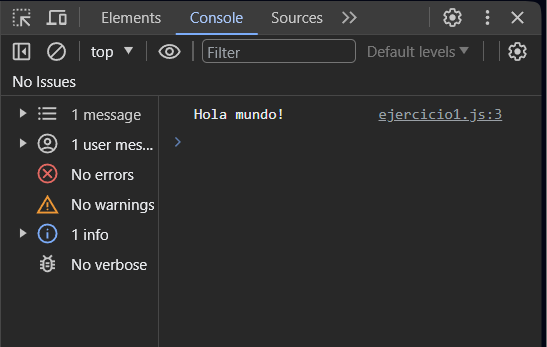 Elements Console Sources
top Filter Default levels
No Issues
1 message
Hola mundo! ejercicio1.js:3
1 user mes...
No errors
No warnings
1 info
No verbose